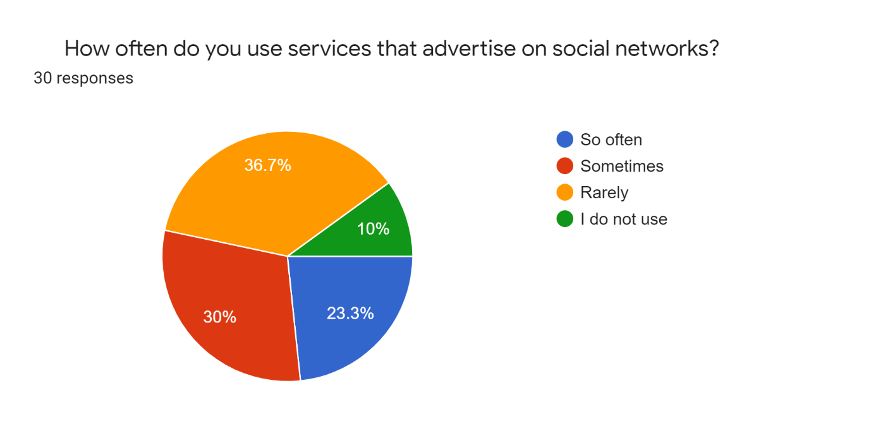 How often do you use services that advertise on social networks?
30 responses
36.7%
10%
30%
23.3%
So often
Sometimes
Rarely
I do not use